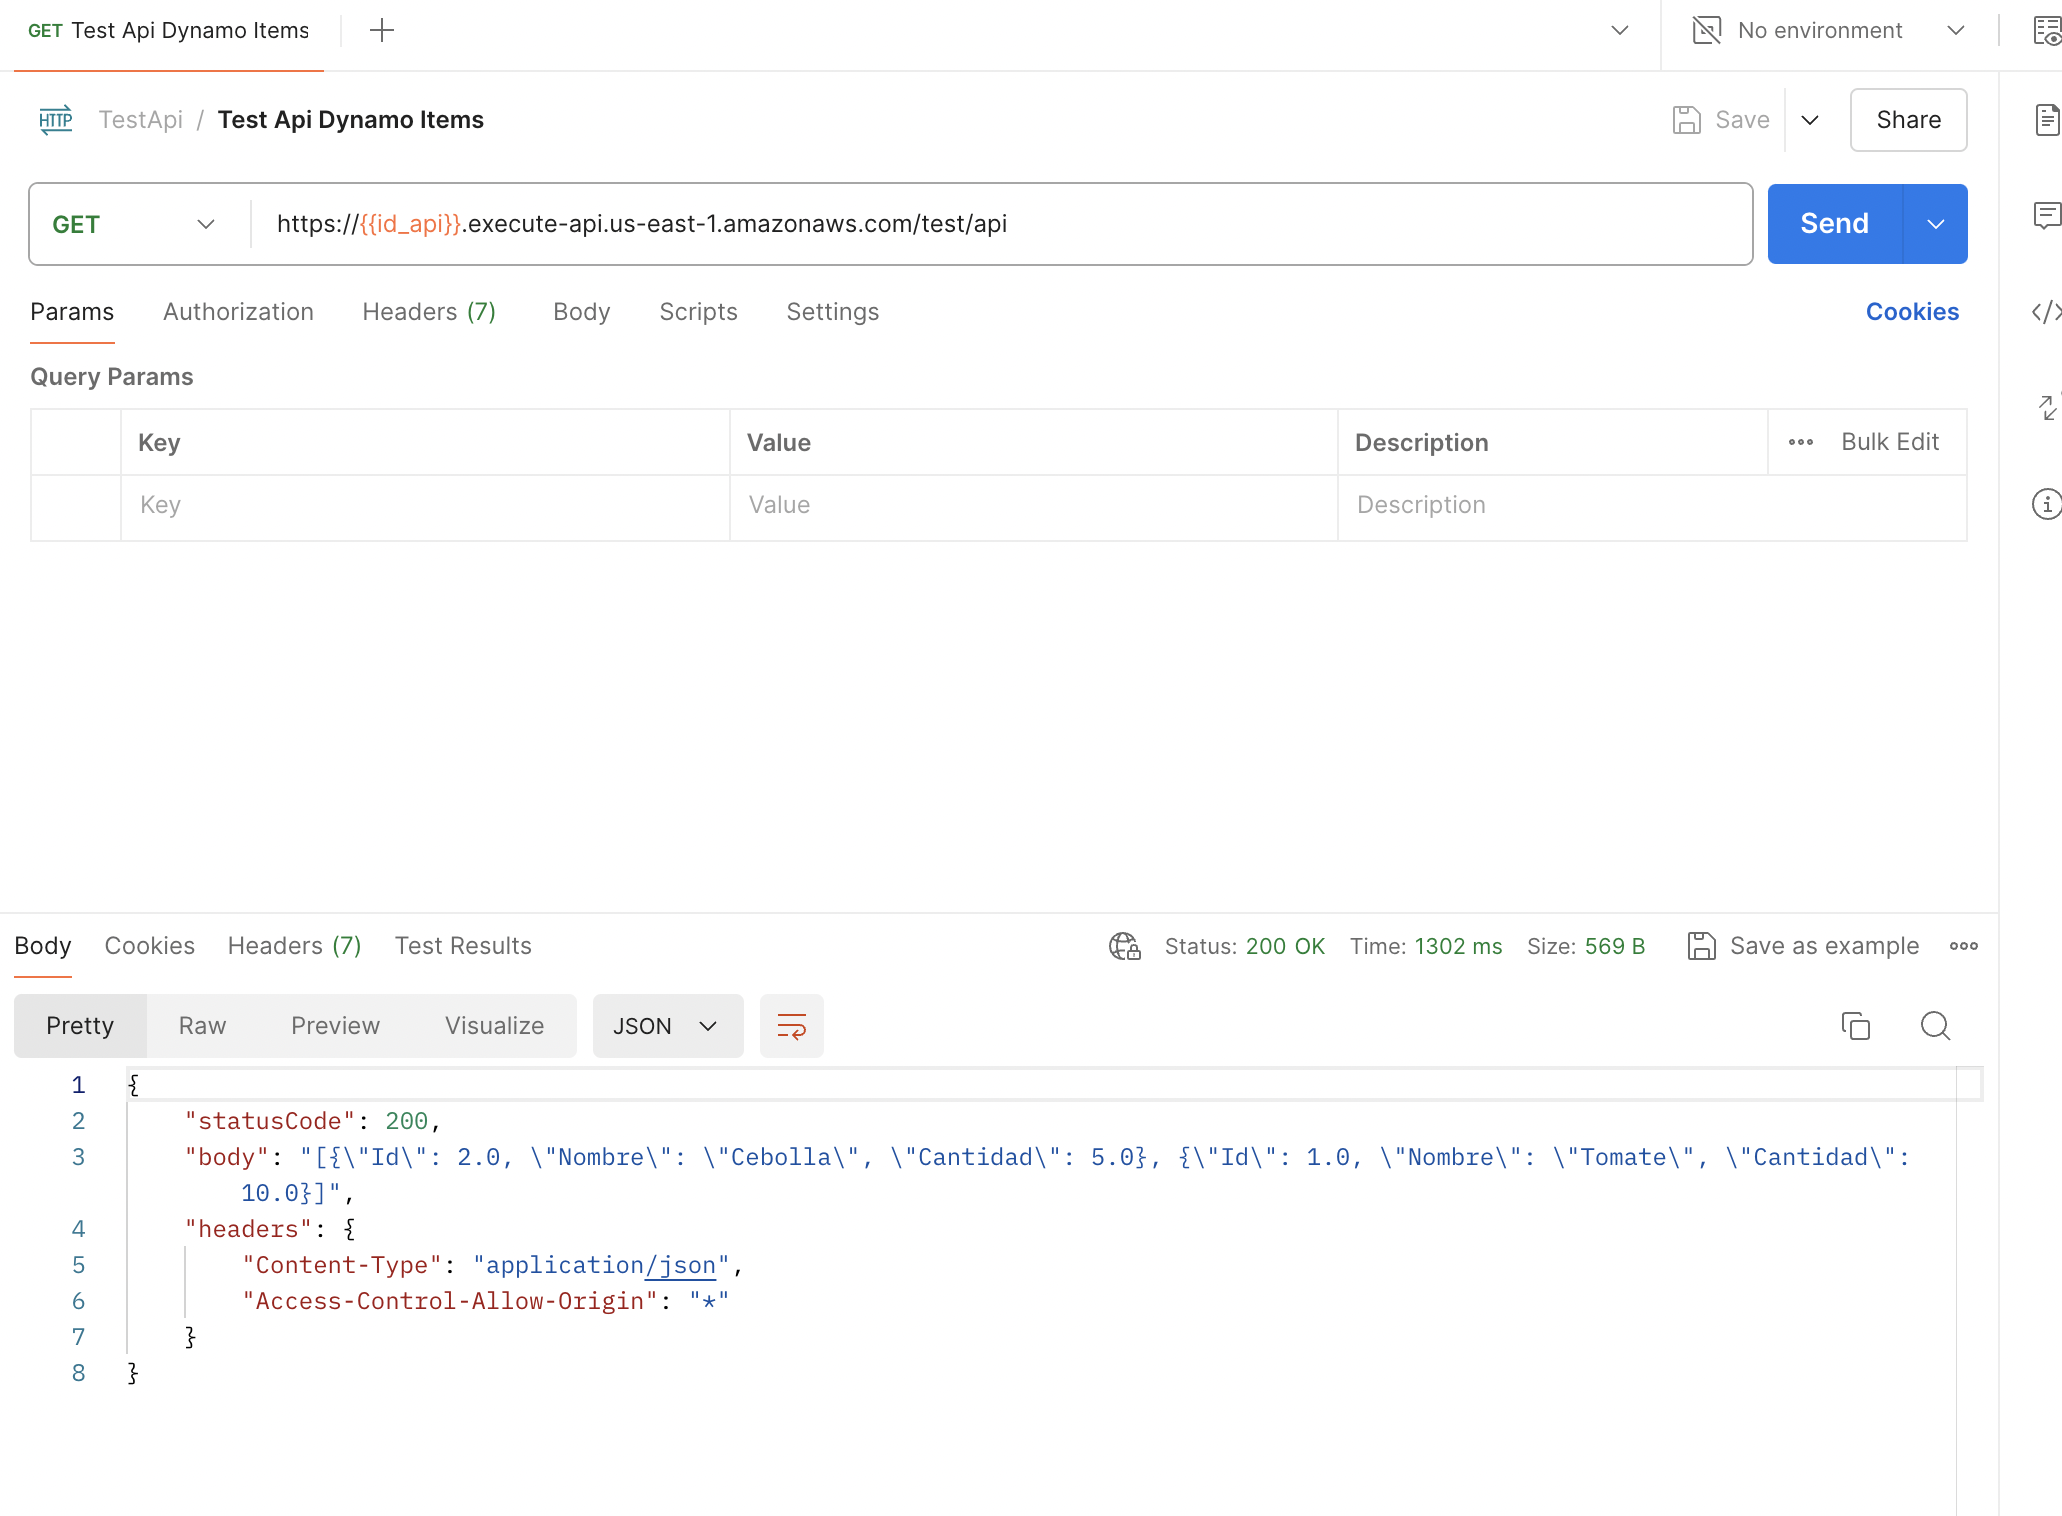 GET Test Api Dynamo Items
No environment
HTTP TestApi / Test Api Dynamo Items
Save
Share
GET
https://{{id_api}}.execute-api.us-east-1.amazonaws.com/test/api
Send
Params Authorization Headers (7) Body Scripts Settings
Cookies
Query Params
Key Value Description Bulk Edit
Key Value Description
Body Cookies Headers (7) Test Results
Status: 200 OK Time: 1302 ms Size: 569 B Save as example
Pretty Raw Preview Visualize JSON
1 {
2 "statusCode": 200,
3 "body": "[{\"Id\": 2.0, \"Nombre\": \"Cebolla\", \"Cantidad\": 5.0}, {\"Id\": 1.0, \"Nombre\": \"Tomate\", \"Cantidad\":
10.0}]",
4 "headers": {
5 "Content-Type": "application/json",
6 "Access-Control-Allow-Origin": "*"
7 }
8 }